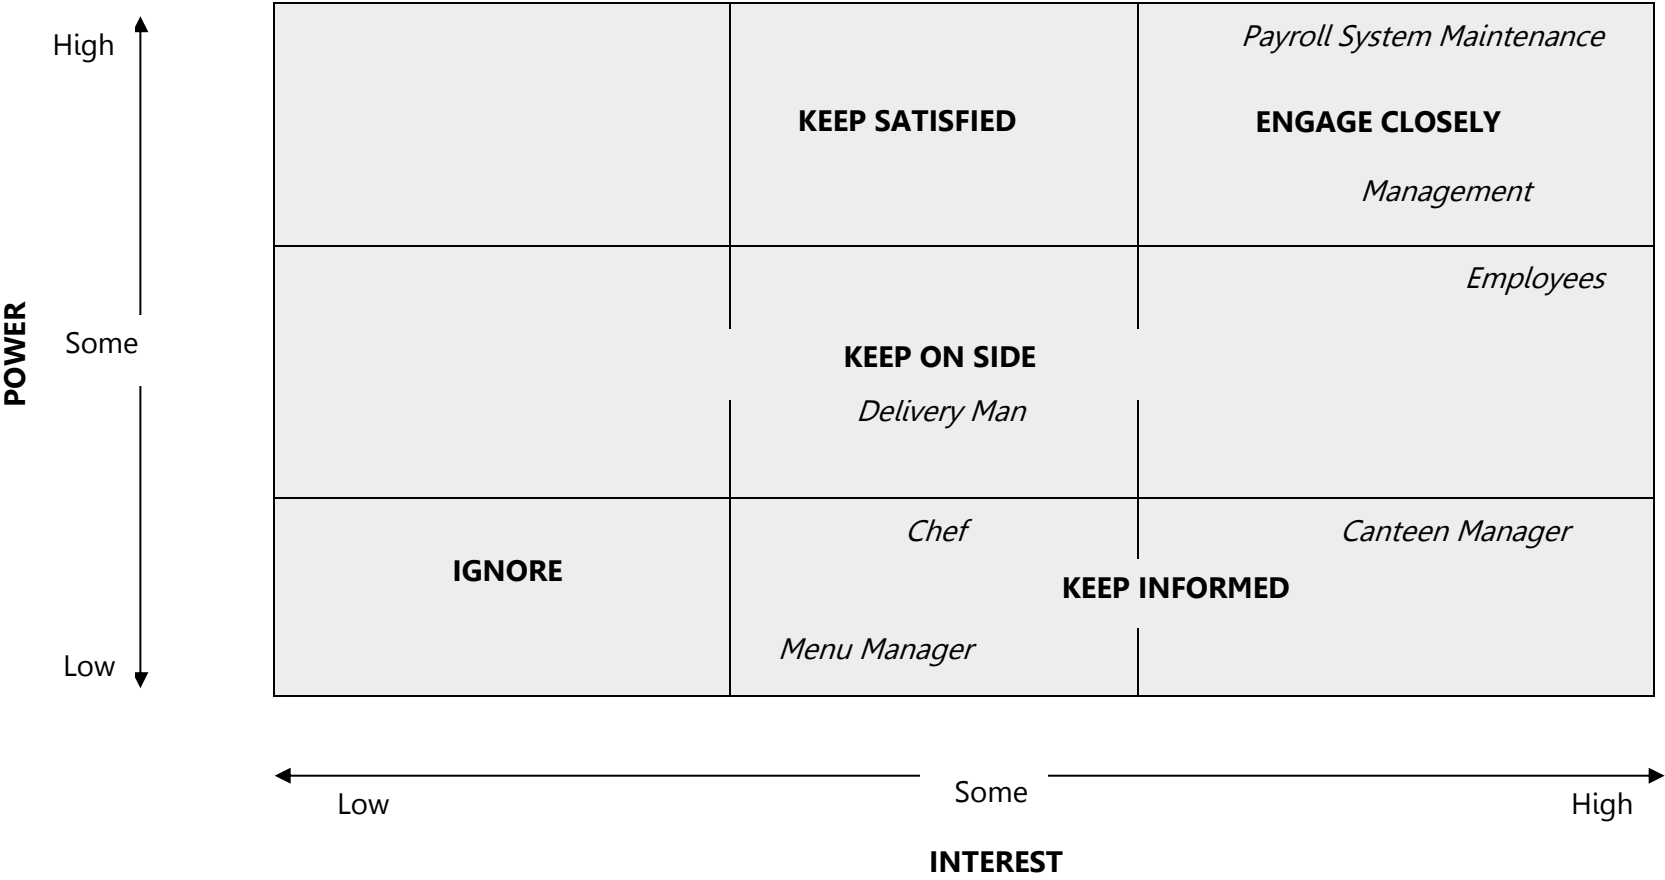 High
Payroll System Maintenance
KEEP SATISFIED
ENGAGE CLOSELY
Management
Employees
POWER
Some
KEEP ON SIDE
Delivery Man
Chef
Canteen Manager
IGNORE
KEEP INFORMED
Menu Manager
Low
Low
Some
High
INTEREST